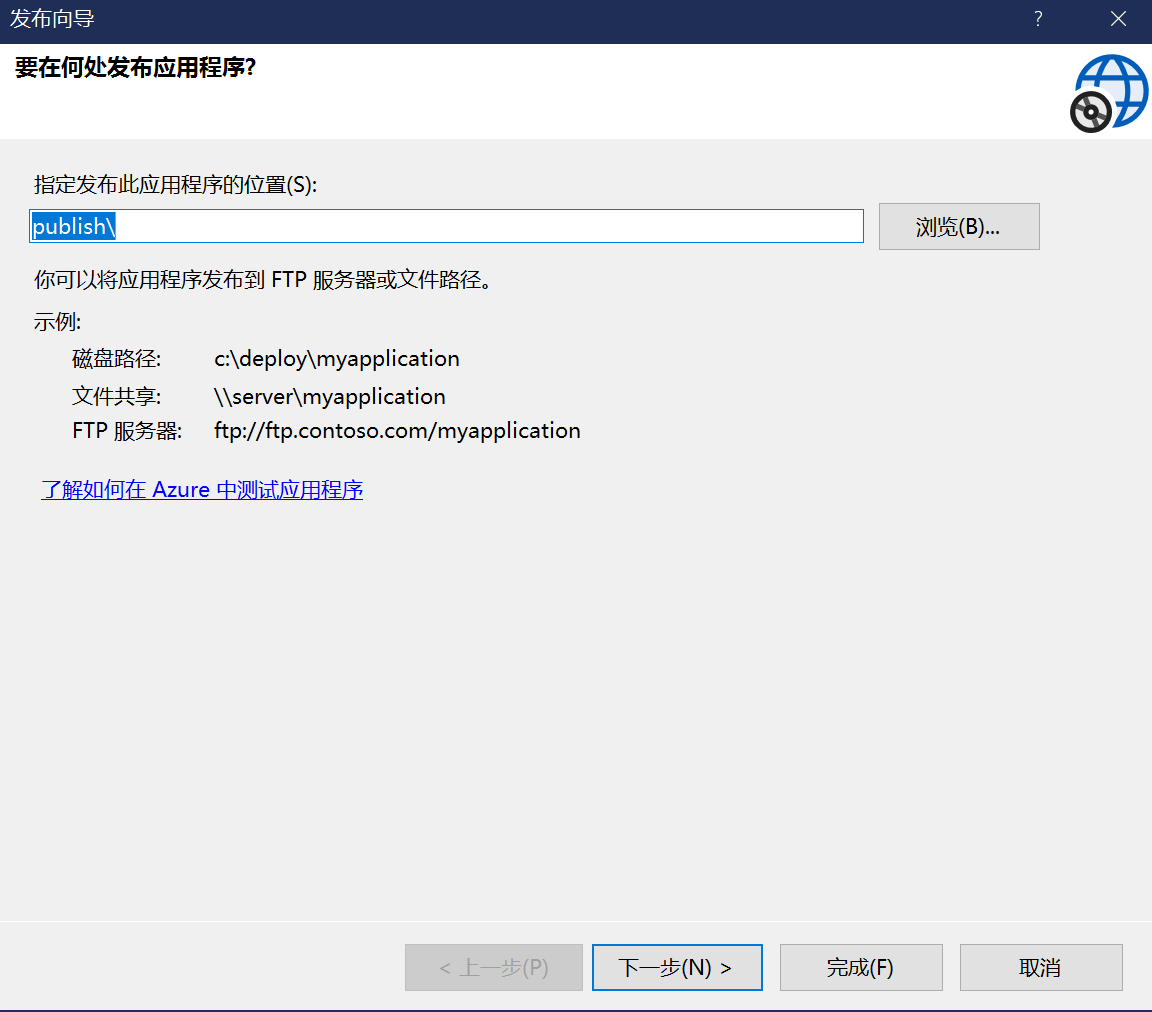 发布向导
?
要在何处发布应用程序?
指定发布此应用程序的位置(S):
publish\
浏览(B)...
你可以将应用程序发布到 FTP 服务器或文件路径。
示例:
磁盘路径: c:\deploy\myapplication
文件共享: \\server\myapplication
FTP 服务器: ftp://ftp.contoso.com/myapplication
了解如何在 Azure 中测试应用程序
< 上一步(P) 下一步(N) > 完成(F) 取消